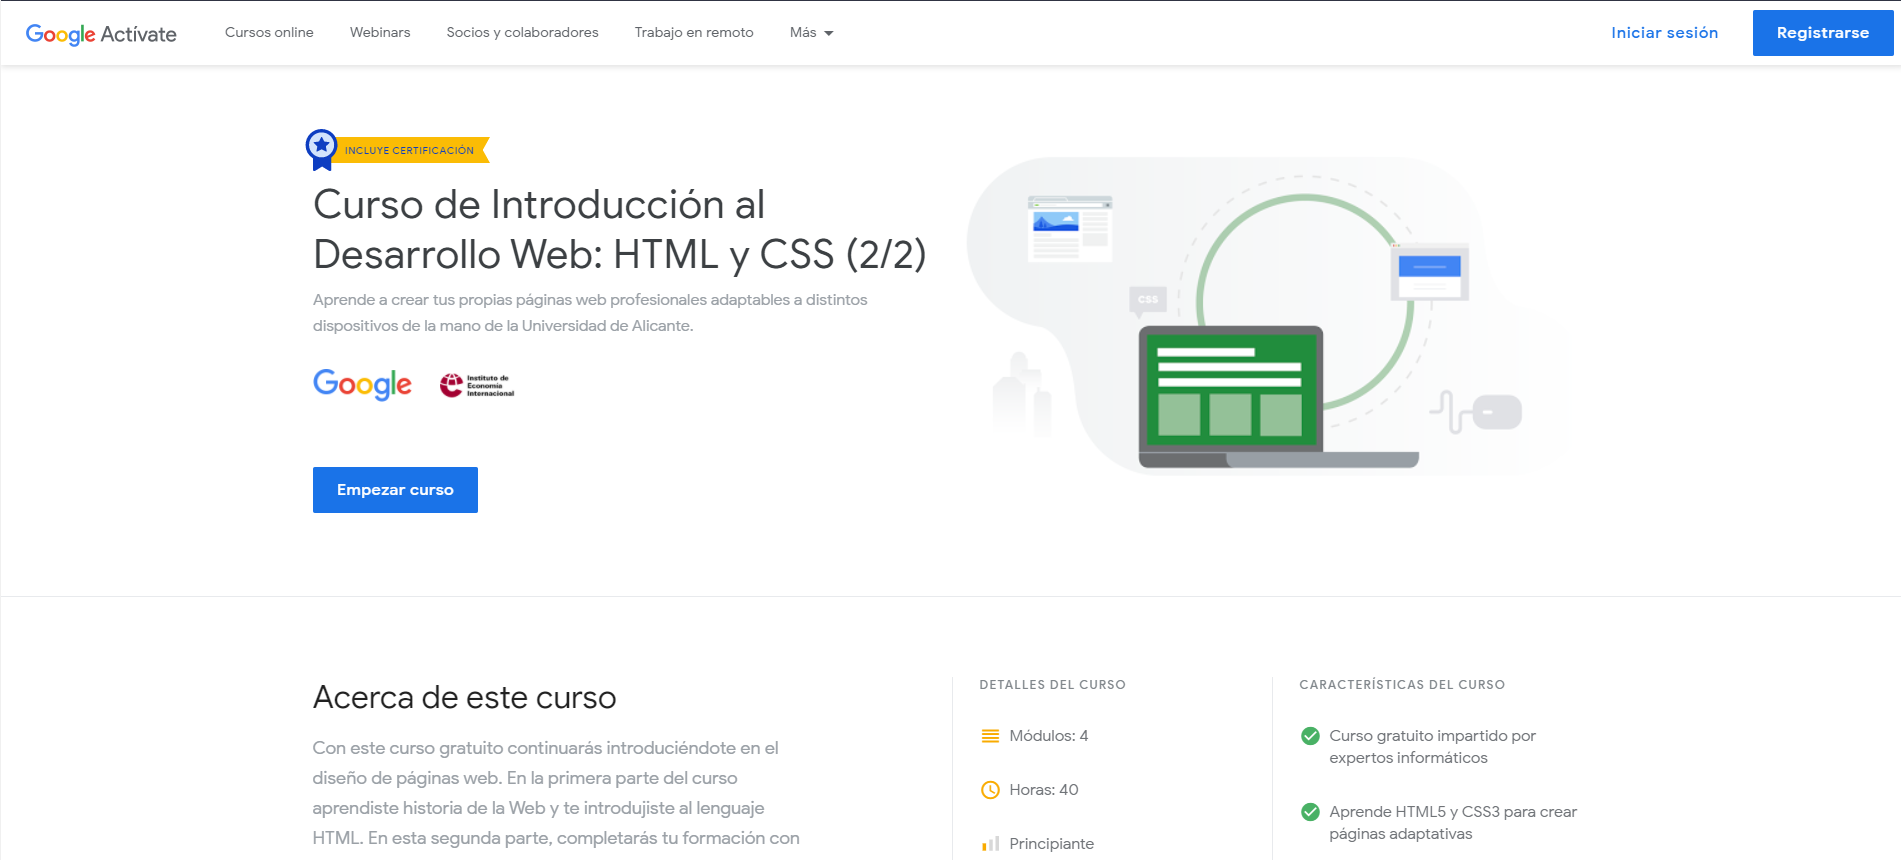 Google Actívate
Cursos online
Webinars
Socios y colaboradores
Trabajo en remoto
Más
Iniciar sesión
Registrarse
INCLUYE CERTIFICACIÓN
Curso de Introducción al
Desarrollo Web: HTML y CSS (2/2)
Aprende a crear tus propias páginas web profesionales adaptables a distintos
dispositivos de la mano de la Universidad de Alicante.
Google
Instituto de
Economía
Internacional
Empezar curso
CSS
Acerca de este curso
Con este curso gratuito continuarás introduciéndote en el
diseño de páginas web. En la primera parte del curso
aprendiste historia de la Web y te introdujiste al lenguaje
HTML. En esta segunda parte, completarás tu formación con
DETALLES DEL CURSO
Módulos: 4
Horas: 40
Principiante
CARACTERÍSTICAS DEL CURSO
Curso gratuito impartido por
expertos informáticos
Aprende HTML5 y CSS3 para crear
páginas adaptativas